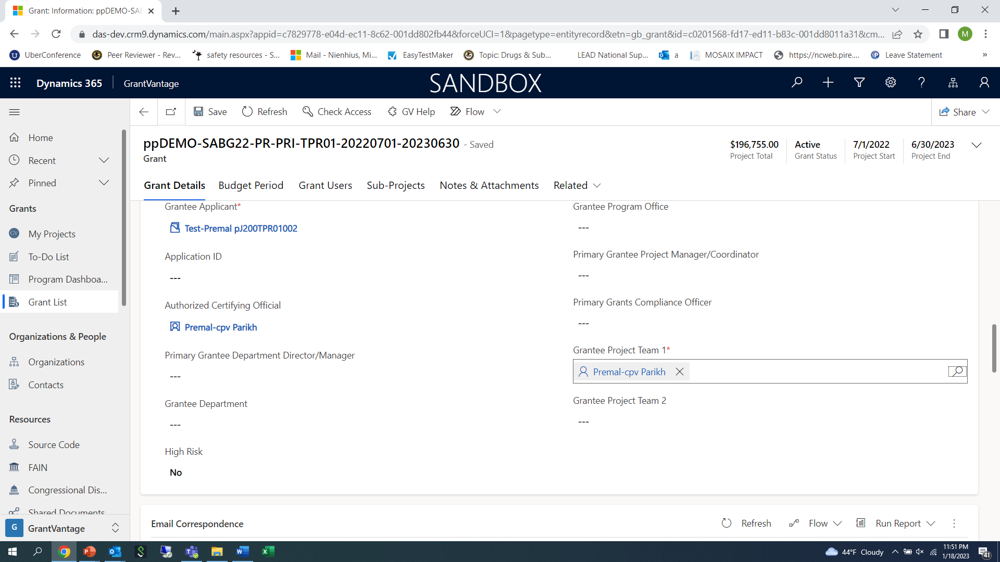 Grant: Information: ppDEMO-SAB
das-dev.crm9.dynamics.com/main.aspx?appid=c7829778-e04d-ec11-8c62-001dd802fb44&forceUCI=1&pagetype=entityrecord&etn=gb_grant&id=c0201568-fd17-ed11-b83c-001dd8011a31&cm...
M
UberConference
Peer Reviewer - Rev...
safety resources - S...
Mail - Nienhius, Mi...
EasyTestMaker
Topic: Drugs & Sub...
LEAD National Sup...
a
MOSAIX IMPACT
https://ncweb.pire....
Leave Statement
»
Dynamics 365
GrantVantage
SANDBOX
Save
Refresh
Check Access
GV Help
Flow
Share
Home
Recent
Pinned
Grants
GV
My Projects
To-Do List
Program Dashboa...
Grant List
Organizations & People
Organizations
Contacts
Resources
Source Code
FAIN
Congressional Dis...
Shared Documents
G
GrantVantage
ppDEMO-SABG22-PR-PRI-TPR01-20220701-20230630 - Saved
Grant
$196,755.00
Project Total
Active
Grant Status
7/1/2022
Project Start
6/30/2023
Project End
Grant Details
Budget Period
Grant Users
Sub-Projects
Notes & Attachments
Related
Grantee Applicant*
Test-Premal pJ200TPR01002
Application ID
---
Authorized Certifying Official
Premal-cpv Parikh
Primary Grantee Department Director/Manager
---
Grantee Department
---
High Risk
No
Grantee Program Office
---
Primary Grantee Project Manager/Coordinator
---
Primary Grants Compliance Officer
---
Grantee Project Team 1*
Premal-cpv Parikh
Grantee Project Team 2
---
Email Correspondence
Refresh
Flow
Run Report
44°F Cloudy
11:51 PM
1/18/2023
41